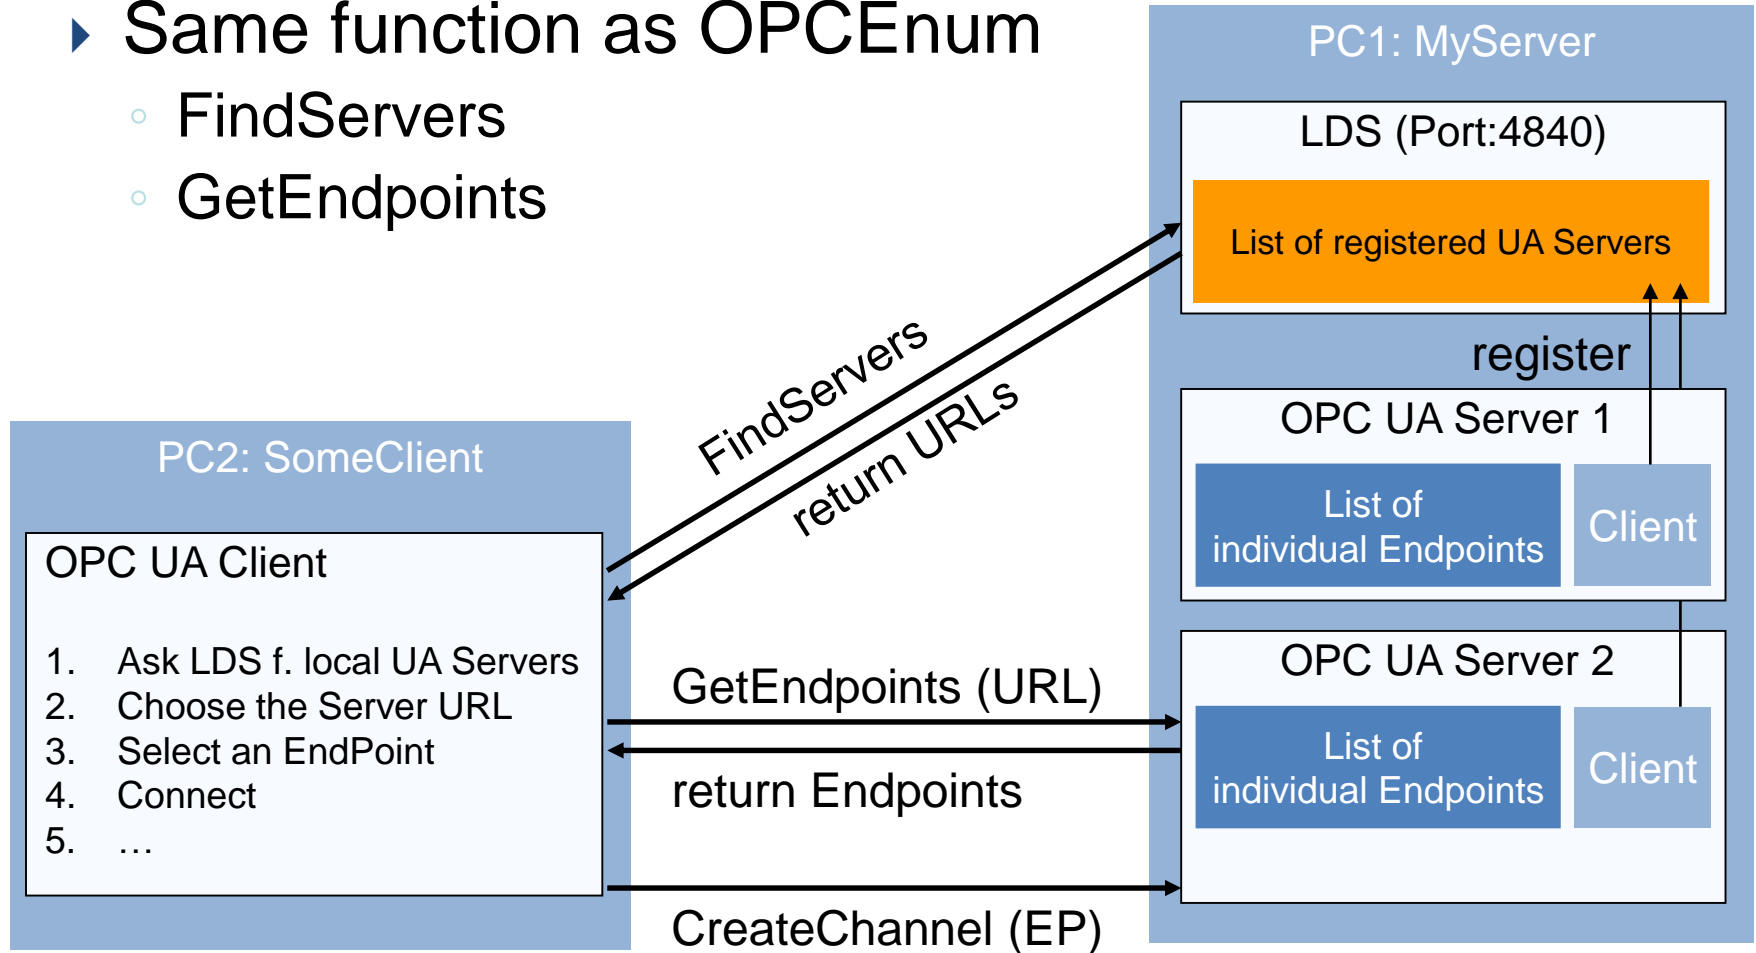 Same function as OPCEnum
FindServers
GetEndpoints
PC1: MyServer
LDS (Port:4840)
List of registered UA Servers
register
FindServers
return URLs
OPC UA Server 1
List of
individual Endpoints
Client
PC2: SomeClient
OPC UA Client
1. Ask LDS f. local UA Servers
2. Choose the Server URL
3. Select an EndPoint
4. Connect
5. …
GetEndpoints (URL)
return Endpoints
CreateChannel (EP)
OPC UA Server 2
List of
individual Endpoints
Client